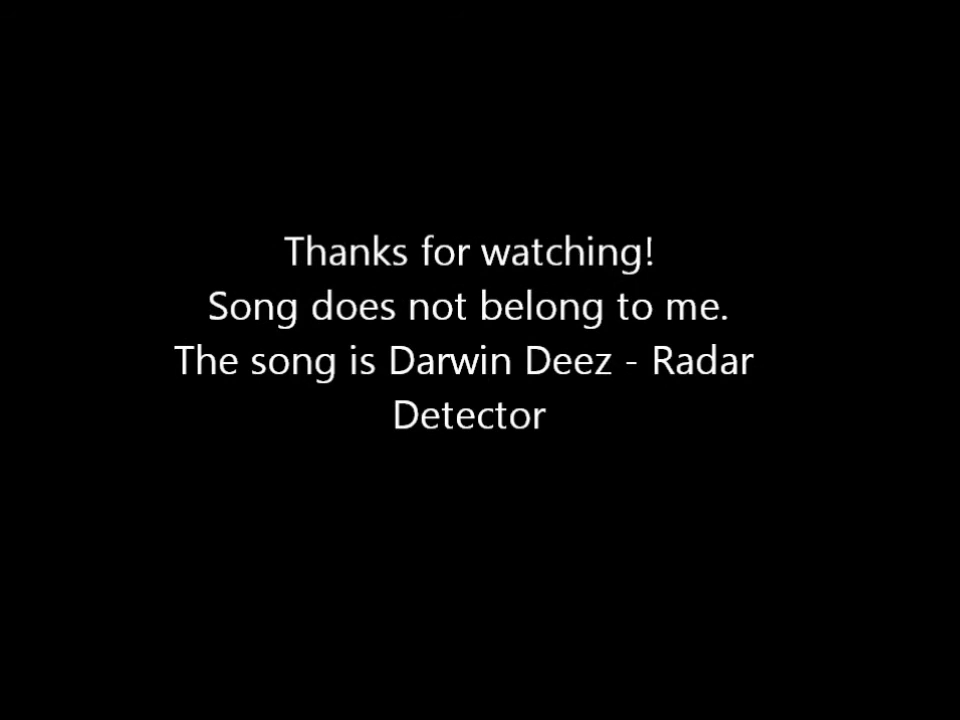 Thanks for watching!
Song does not belong to me.
The song is Darwin Deez - Radar
Detector